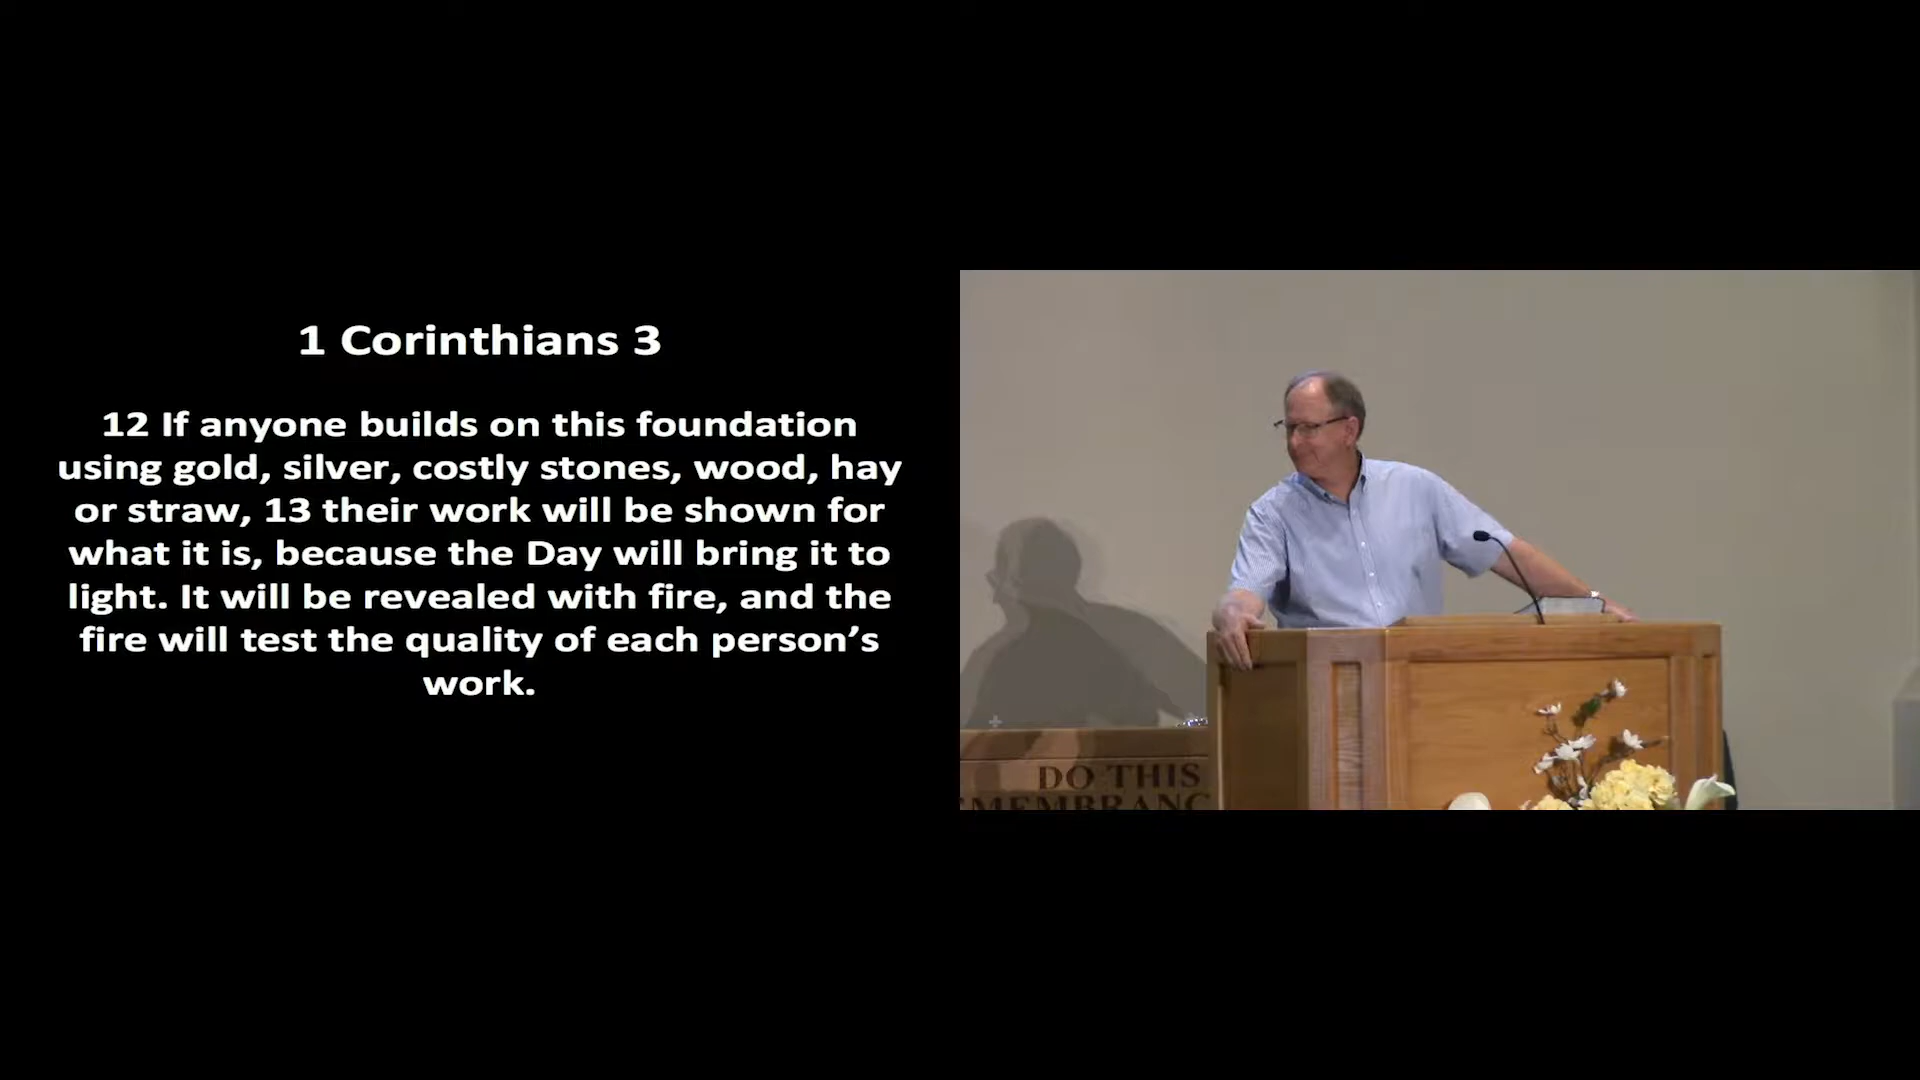 1 Corinthians 3
12 If anyone builds on this foundation
using gold, silver, costly stones, wood, hay
or straw, 13 their work will be shown for
what it is, because the Day will bring it to
light. It will be revealed with fire, and the
fire will test the quality of each person’s
work.
DO THIS
MEMBRANC